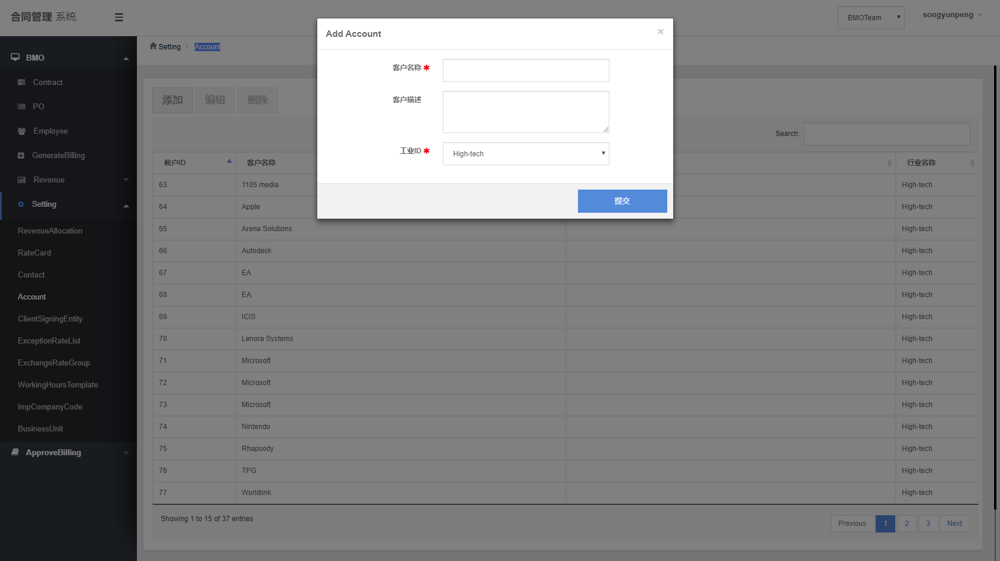 合同管理 系统
BMOTeam
songyunpeng
BMO
Contract
PO
Employee
GenerateBilling
Revenue
Setting
RevenueAllocation
RateCard
Contact
Account
ClientSigningEntity
ExceptionRateList
ExchangeRateGroup
WorkingHoursTemplate
ImpCompanyCode
BusinessUnit
ApproveBilling
Setting / Account
Add Account ×
客户名称 ✱
客户描述
工业ID ✱ High-tech
提交
添加 编辑 删除
Search:
帐户ID 客户名称 行业名称
63 1105 media High-tech
64 Apple High-tech
65 Arena Solutions High-tech
66 Autodesk High-tech
67 EA High-tech
68 EA High-tech
69 ICIS High-tech
70 Lenora Systems High-tech
71 Microsoft High-tech
72 Microsoft High-tech
73 Microsoft High-tech
74 Nintendo High-tech
75 Rhapsody High-tech
76 TPG High-tech
77 Worldlink High-tech
Showing 1 to 15 of 37 entries
Previous 1 2 3 Next